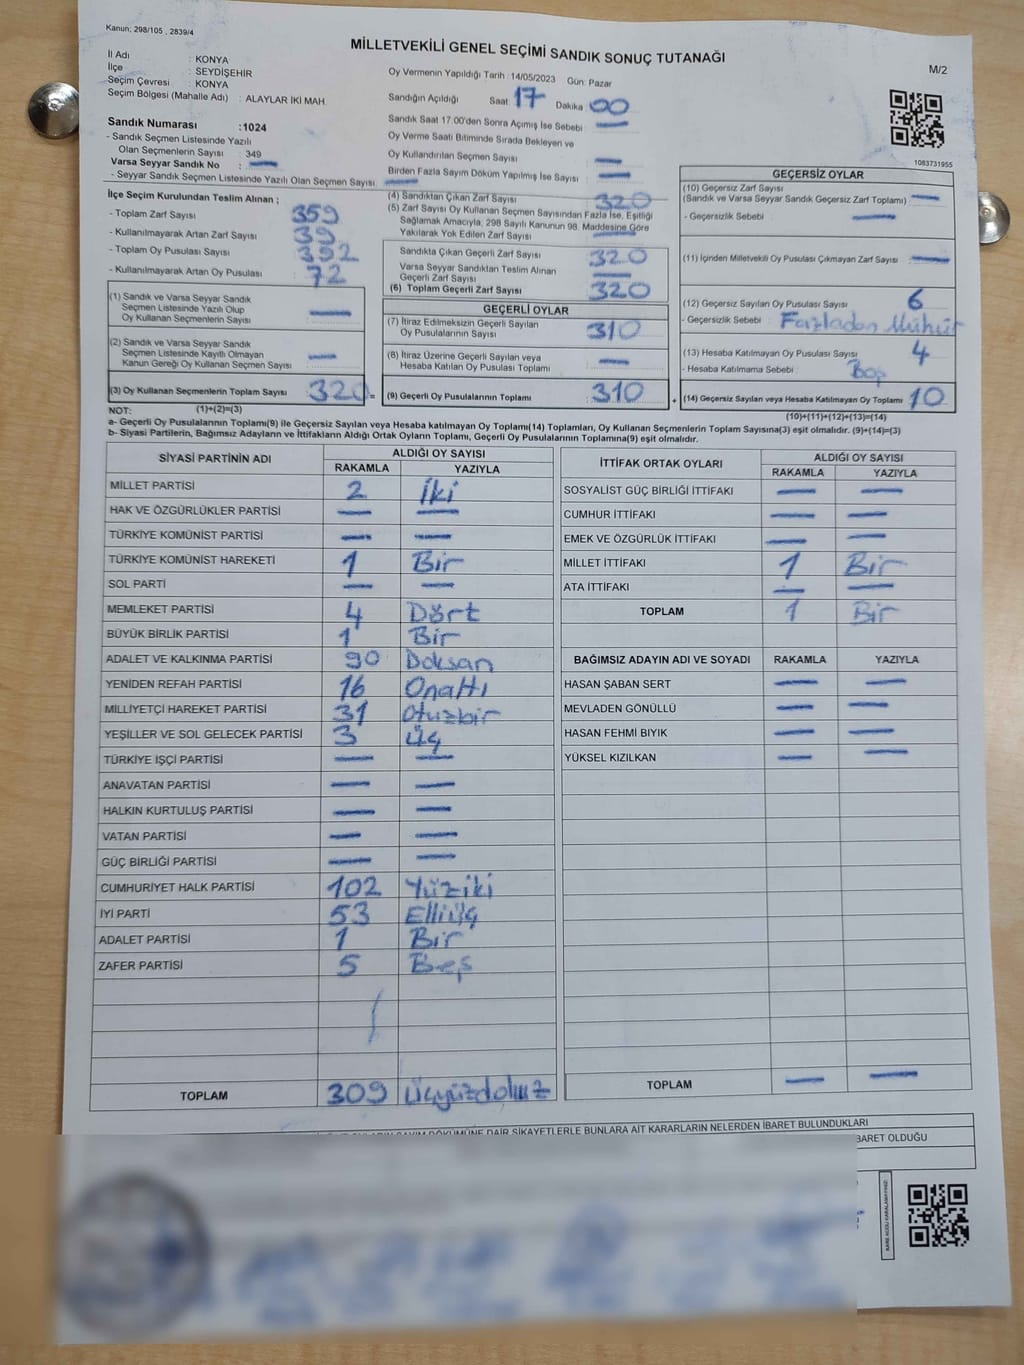 Kanun; 298/105 , 2839/4
MİLLETVEKİLİ GENEL SEÇİMİ SANDIK SONUÇ TUTANAĞI
M/2
İl Adı : KONYA
İlçe : SEYDİŞEHİR
Seçim Çevresi : KONYA
Seçim Bölgesi (Mahalle Adı) : ALAYLAR İKİ MAH.
Oy Vermenin Yapıldığı Tarih : 14/05/2023 Gün: Pazar
Sandığın Açıldığı Saat 17 Dakika 00
Sandık Saat 17.00'den Sonra Açımış İse Sebebi —
Oy Verme Saati Bitiminde Sırada Bekleyen ve
Oy Kullandırılan Seçmen Sayısı —
Birden Fazla Sayım Döküm Yapılmış İse Sayısı —
Sandık Numarası : 1024
- Sandık Seçmen Listesinde Yazılı
Olan Seçmenlerin Sayısı : 349
Varsa Seyyar Sandık No : —
- Seyyar Sandık Seçmen Listesinde Yazılı Olan Seçmen Sayısı: —
1083731955
İlçe Seçim Kurulundan Teslim Alınan ;
- Toplam Zarf Sayısı 359
- Kullanılmayarak Artan Zarf Sayısı : 39
- Toplam Oy Pusulası Sayısı : 392
- Kullanılmayarak Artan Oy Pusulası : 72
(1) Sandık ve Varsa Seyyar Sandık
Seçmen Listesinde Yazılı Olup
Oy Kullanan Seçmenlerin Sayısı : —
(2) Sandık ve Varsa Seyyar Sandık
Seçmen Listesinde Kayıtlı Olmayan
Kanun Gereği Oy Kullanan Seçmen Sayısı : —
(3) Oy Kullanan Seçmenlerin Toplam Sayısı : 320 =
(4) Sandıktan Çıkan Zarf Sayısı : 320
(5) Zarf Sayısı Oy Kullanan Seçmen Sayısından Fazla İse, Eşitliği
Sağlamak Amacıyla, 298 Sayılı Kanunun 98. Maddesine Göre
Yakılarak Yok Edilen Zarf Sayısı : —
Sandıkta Çıkan Geçerli Zarf Sayısı : 320
Varsa Seyyar Sandıktan Teslim Alınan
Geçerli Zarf Sayısı : —
(6) Toplam Geçerli Zarf Sayısı : 320
GEÇERLİ OYLAR
(7) İtiraz Edilmeksizin Geçerli Sayılan
Oy Pusulalarının Sayısı : 310
(8) İtiraz Üzerine Geçerli Sayılan veya
Hesaba Katılan Oy Pusulası Toplamı : —
(9) Geçerli Oy Pusulalarının Toplamı : 310 +
GEÇERSİZ OYLAR
(10) Geçersiz Zarf Sayısı
(Sandık ve Varsa Seyyar Sandık Geçersiz Zarf Toplamı) : —
- Geçersizlik Sebebi : —
(11) İçinden Milletvekili Oy Pusulası Çıkmayan Zarf Sayısı : —
(12) Geçersiz Sayılan Oy Pusulası Sayısı : 6
- Geçersizlik Sebebi : Fazladan Mühür
(13) Hesaba Katılmayan Oy Pusulası Sayısı : 4
- Hesaba Katılmama Sebebi : Boş
(14) Geçersiz Sayılan veya Hesaba Katılmayan Oy Toplamı : 10
NOT: (1)+(2)=(3) (10)+(11)+(12)+(13)=(14)
a- Geçerli Oy Pusulalarının Toplamı(9) ile Geçersiz Sayılan veya Hesaba katılmayan Oy Toplamı(14) Toplamları, Oy Kullanan Seçmenlerin Toplam Sayısına(3) eşit olmalıdır. (9)+(14)=(3)
b- Siyasi Partilerin, Bağımsız Adayların ve İttifakların Aldığı Ortak Oyların Toplamı, Geçerli Oy Pusulalarının Toplamına(9) eşit olmalıdır.
SİYASİ PARTİNİN ADI ALDIĞI OY SAYISI
RAKAMLA YAZIYLA
MİLLET PARTİSİ 2 İki
HAK VE ÖZGÜRLÜKLER PARTİSİ — —
TÜRKİYE KOMÜNİST PARTİSİ — —
TÜRKİYE KOMÜNİST HAREKETİ 1 Bir
SOL PARTİ — —
MEMLEKET PARTİSİ 4 Dört
BÜYÜK BİRLİK PARTİSİ 1 Bir
ADALET VE KALKINMA PARTİSİ 90 Doksan
YENİDEN REFAH PARTİSİ 16 Onaltı
MİLLİYETÇİ HAREKET PARTİSİ 31 Otuzbir
YEŞİLLER VE SOL GELECEK PARTİSİ 3 Üç
TÜRKİYE İŞÇİ PARTİSİ — —
ANAVATAN PARTİSİ — —
HALKIN KURTULUŞ PARTİSİ — —
VATAN PARTİSİ — —
GÜÇ BİRLİĞİ PARTİSİ — —
CUMHURİYET HALK PARTİSİ 102 Yüziki
İYİ PARTİ 53 Elliüç
ADALET PARTİSİ 1 Bir
ZAFER PARTİSİ 5 Beş
TOPLAM 309 Üçyüzdokuz
İTTİFAK ORTAK OYLARI ALDIĞI OY SAYISI
RAKAMLA YAZIYLA
SOSYALİST GÜÇ BİRLİĞİ İTTİFAKI — —
CUMHUR İTTİFAKI — —
EMEK VE ÖZGÜRLÜK İTTİFAKI — —
MİLLET İTTİFAKI 1 Bir
ATA İTTİFAKI — —
TOPLAM 1 Bir
BAĞIMSIZ ADAYIN ADI VE SOYADI RAKAMLA YAZIYLA
HASAN ŞABAN SERT — —
MEVLADEN GÖNÜLLÜ — —
HASAN FEHMİ BIYIK — —
YÜKSEL KIZILKAN — —
TOPLAM — —
DÖKÜMÜNE DAİR ŞİKAYETLERLE BUNLARA AİT KARARLARIN NELERDEN İBARET BULUNDUKLARI
İBARET OLDUĞU